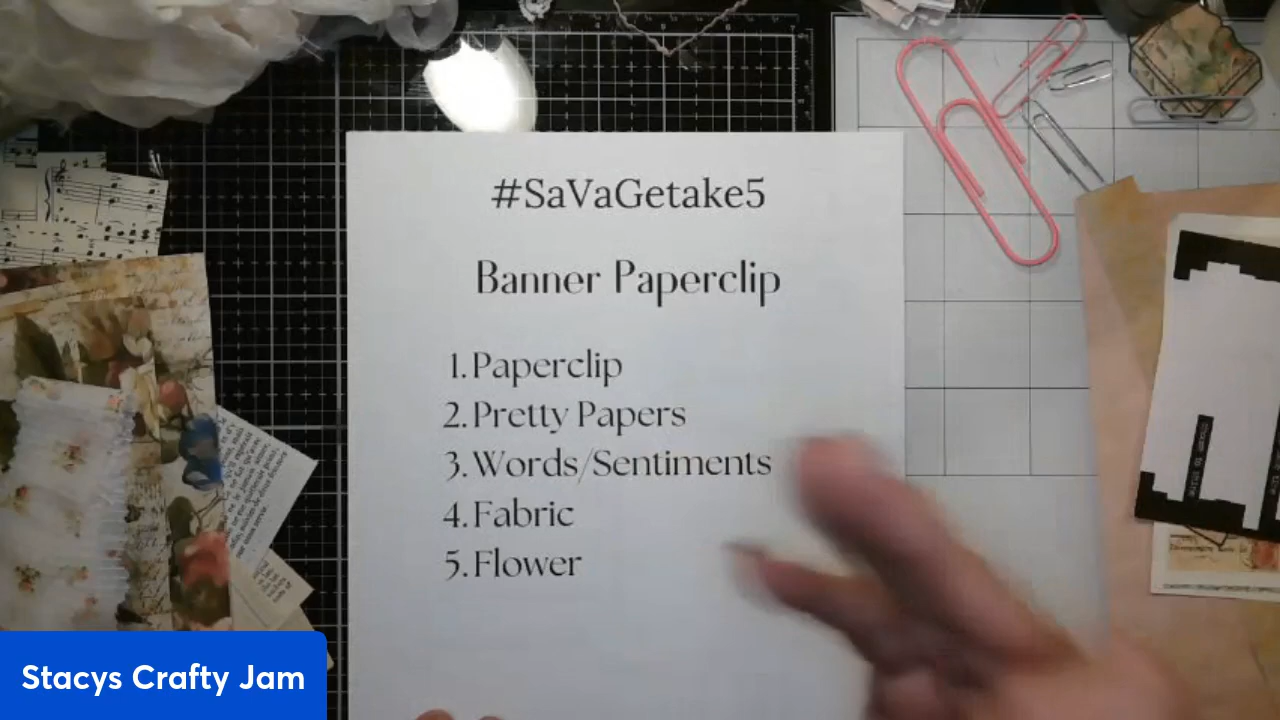 #SaVaGetake5
Banner Paperclip
1. Paperclip
2. Pretty Papers
3. Words/Sentiments
4. Fabric
5. Flower
Stacys Crafty Jam